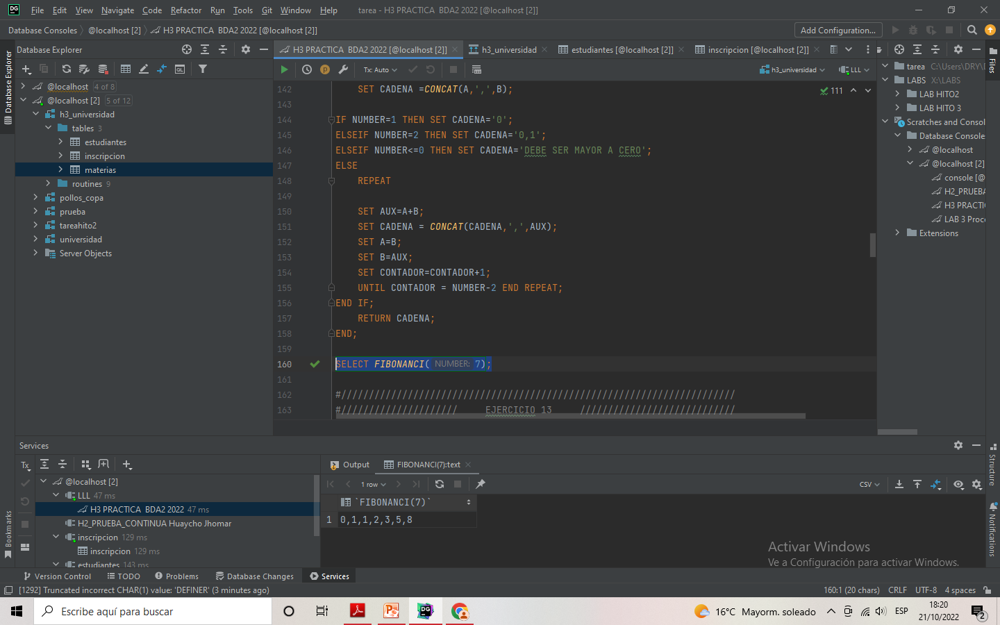 DG File Edit View Navigate Code Refactor Run Tools Git Window Help tarea - H3 PRACTICA BDA2 2022 [@localhost [2]]
Database Consoles @localhost [2] H3 PRACTICA BDA2 2022 [@localhost [2]] Add Configuration...
Database Explorer
H3 PRACTICA BDA2 2022 [@localhost [2]] h3_universidad estudiantes [@localhost [2]] inscripcion [@localhost [2]]
Tx: Auto h3_universidad LLL
Database Explorer
Bookmarks
@localhost 4 of 8
@localhost [2] 5 of 12
h3_universidad
tables 3
estudiantes
inscripcion
materias
routines 9
pollos_copa
prueba
tareahito2
universidad
Server Objects
111
142 SET CADENA =CONCAT(A,',',B);
143
144 IF NUMBER=1 THEN SET CADENA='0';
145 ELSEIF NUMBER=2 THEN SET CADENA='0,1';
146 ELSEIF NUMBER<=0 THEN SET CADENA='DEBE SER MAYOR A CERO';
147 ELSE
148 REPEAT
149
150 SET AUX=A+B;
151 SET CADENA = CONCAT(CADENA,',',AUX);
152 SET A=B;
153 SET B=AUX;
154 SET CONTADOR=CONTADOR+1;
155 UNTIL CONTADOR = NUMBER-2 END REPEAT;
156 END IF;
157 RETURN CADENA;
158 END;
159
160 SELECT FIBONANCI( NUMBER: 7);
161
162 #///////////////////////////////////////////////////////////////////////
163 #///////////////////// EJERCICIO 13 ////////////////////////////
tarea C:\Users\DRY\
LABS X:\LABS
LAB HITO2
LAB HITO 3
Scratches and Consol
Database Console
@localhost
@localhost [2]
console [@
H2_PRUEBA
H3 PRACTI
LAB 3 Proc
Extensions
Files
Structure
Notifications
Services
Tx
@localhost [2]
LLL 47 ms
H3 PRACTICA BDA2 2022 47 ms
H2_PRUEBA_CONTINUA Huaycho Jhomar
inscripcion 129 ms
inscripcion 129 ms
estudiantes 143 ms
Output FIBONANCI(7):text
1 row CSV
`FIBONANCI(7)`
1 0,1,1,2,3,5,8
Activar Windows
Ve a Configuración para activar Windows.
Version Control TODO Problems Database Changes Services
[1292] Truncated incorrect CHAR(1) value: 'DEFINER' (3 minutes ago) 160:1 (20 chars) CRLF UTF-8 4 spaces
Escribe aquí para buscar 16°C Mayorm. soleado ESP 18:20
21/10/2022 2